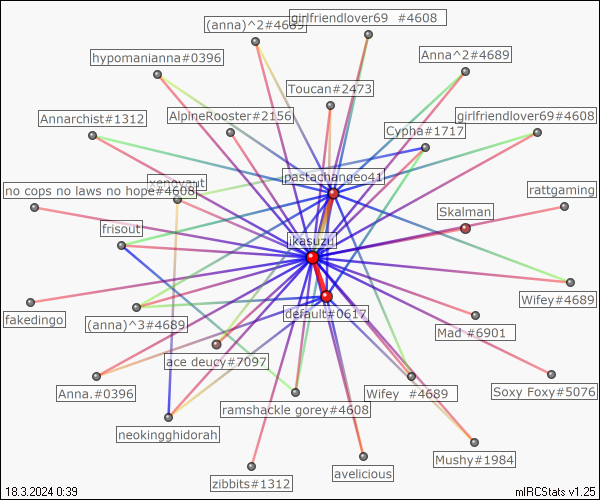 girlfriendlover69 #4608
(anna)^2#4689
Anna^2#4689
hypomanianna#0396
Toucan#2473
Annarchist#1312
AlpineRooster#2156
girlfriendlover69#4608
Cypha#1717
pastachangeo41
no cops no laws no hope#4608
xenovaut
rattgaming
Skalman
frisout
ikasuzu
Wifey#4689
default#0617
fakedingo
(anna)^3#4689
Mad #6901
ace deucy#7097
Anna.#0396
Wifey #4689
Soxy Foxy#5076
ramshackle gorey#4608
neokingghidorah
Mushy#1984
avelicious
zibbits#1312
18.3.2024 0:39
mIRCStats v1.25